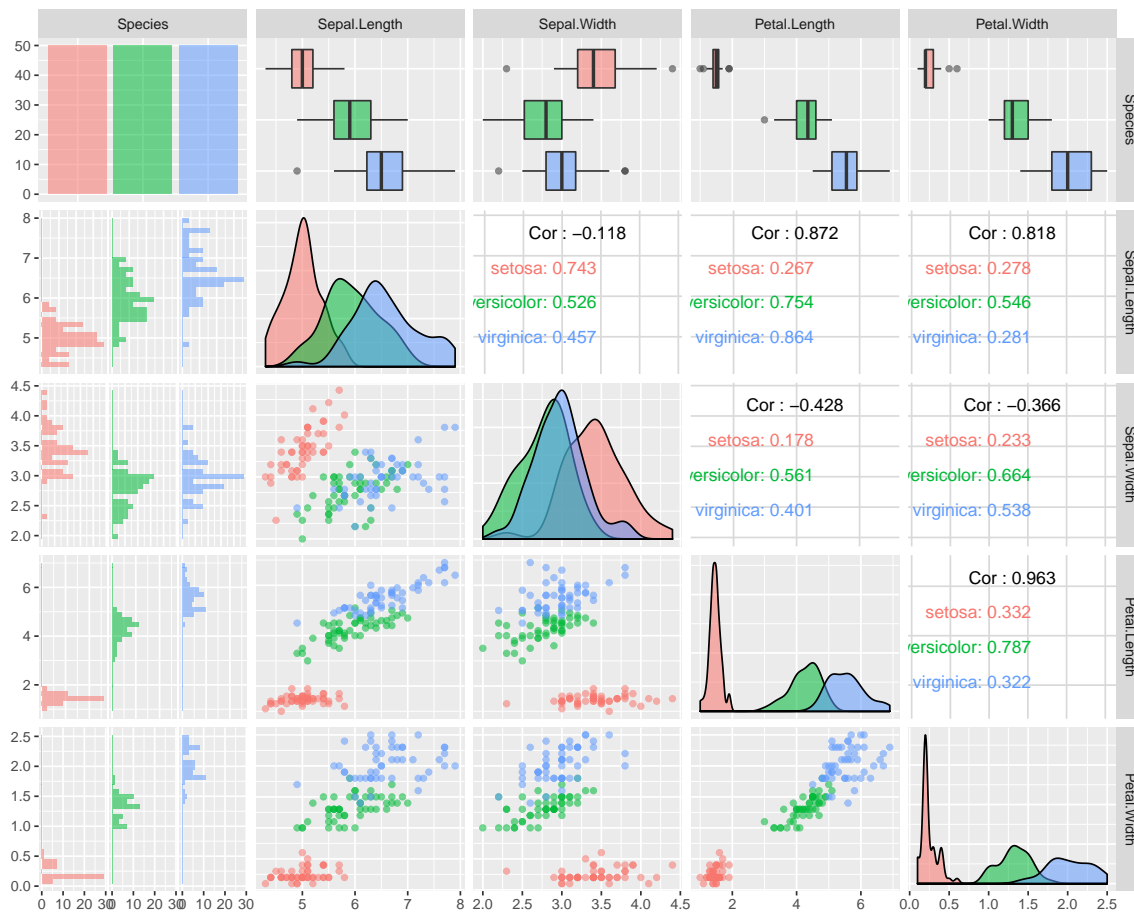 Species Sepal.Length Sepal.Width Petal.Length Petal.Width
50
40
30
20
10
0
Species
8
7
6
5
Cor : −0.118
setosa: 0.743
versicolor: 0.526
virginica: 0.457
Cor : 0.872
setosa: 0.267
versicolor: 0.754
virginica: 0.864
Cor : 0.818
setosa: 0.278
versicolor: 0.546
virginica: 0.281
Sepal.Length
4.5
4.0
3.5
3.0
2.5
2.0
Cor : −0.428
setosa: 0.178
versicolor: 0.561
virginica: 0.401
Cor : −0.366
setosa: 0.233
versicolor: 0.664
virginica: 0.538
Sepal.Width
6
4
2
Cor : 0.963
setosa: 0.332
versicolor: 0.787
virginica: 0.322
Petal.Length
2.5
2.0
1.5
1.0
0.5
0.0
Petal.Width
0 10 20 30 0 10 20 30 0 10 20 30 5 6 7 8 2.0 2.5 3.0 3.5 4.0 4.5 2 4 6 0.0 0.5 1.0 1.5 2.0 2.5